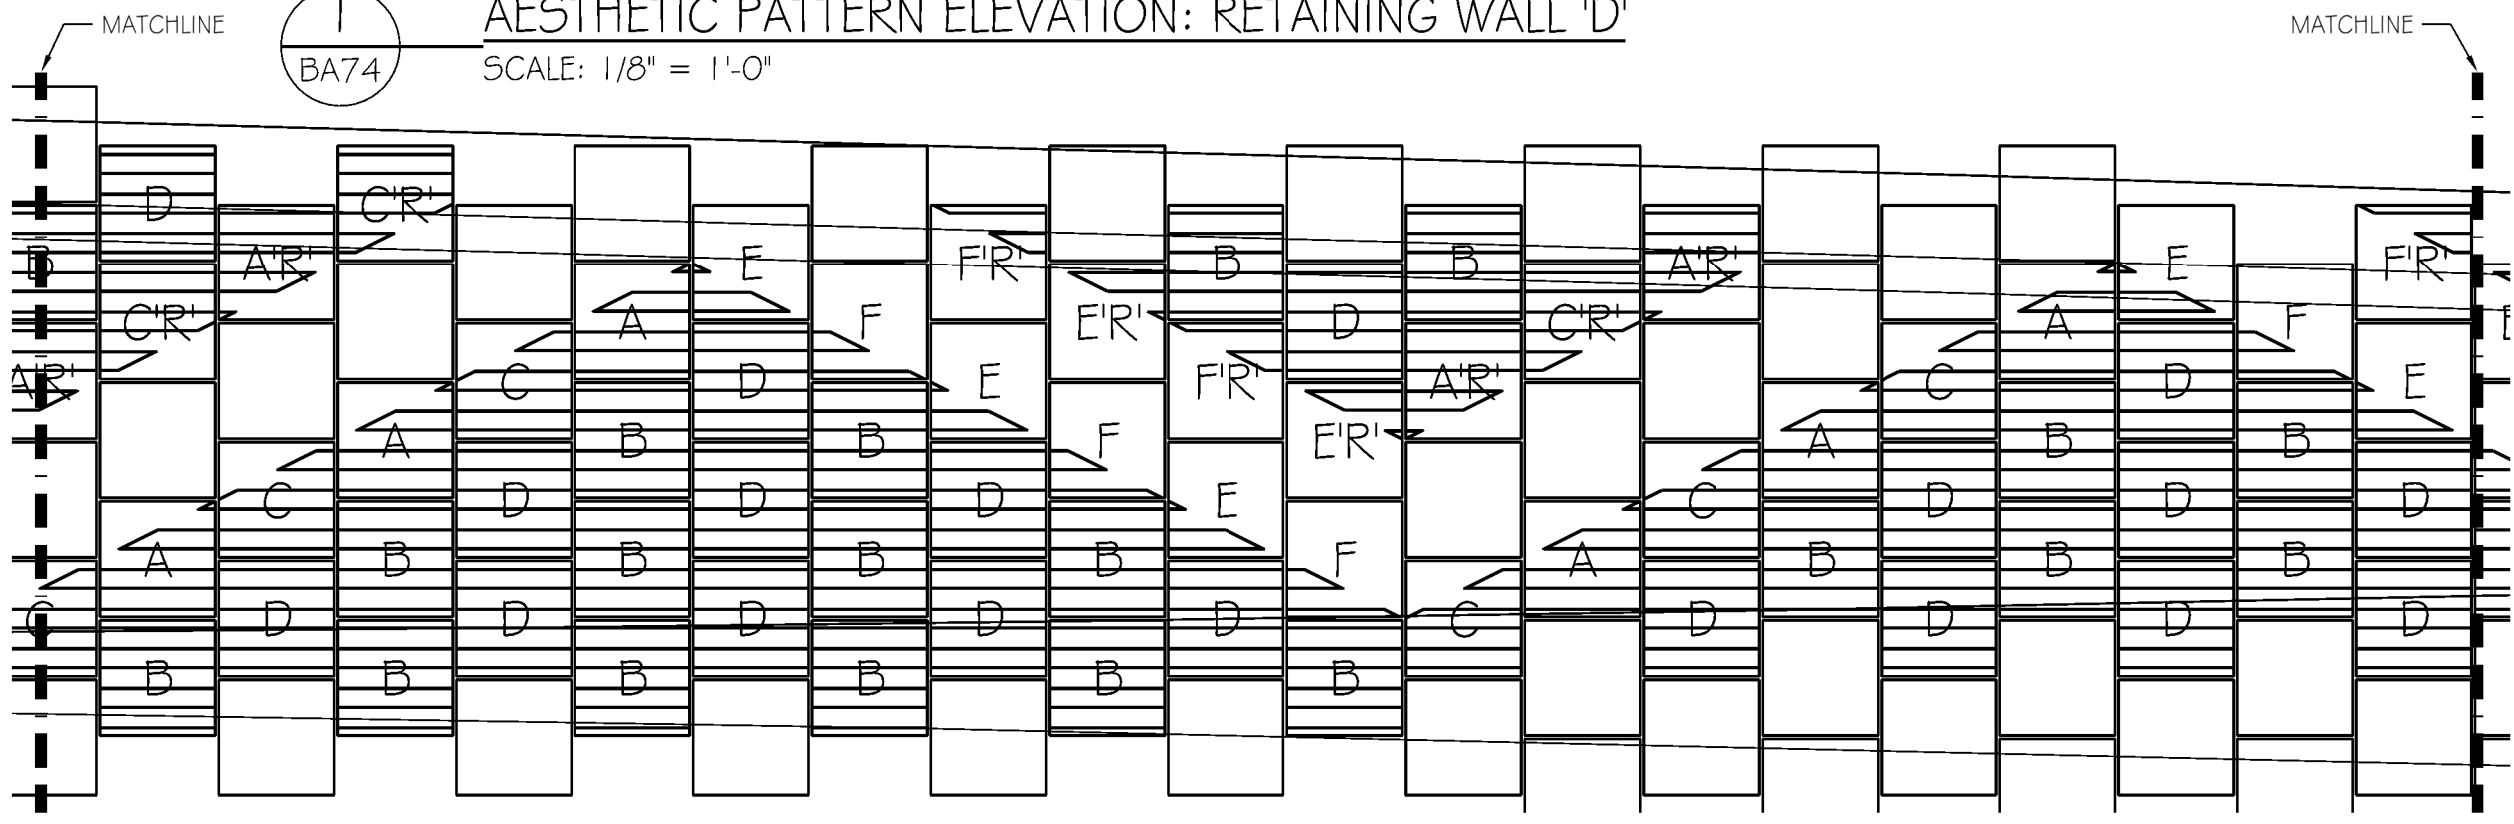 MATCHLINE
1
BA74
AESTHETIC PATTERN ELEVATION: RETAINING WALL 'D'
SCALE: 1/8" = 1'-0"
MATCHLINE
D C'R'
B A'R' E F'R' B B A'R' E F'R'
C'R' A F E'R' D C'R' A F
A'R' C D E F'R' A'R' C D E
A B B F E'R' A B B
C D D D E C D D D
A B B B B F A B B B
C D D D D D C D D D D
B B B B B B